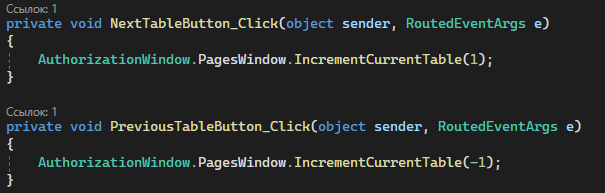 Ссылок: 1
private void NextTableButton_Click(object sender, RoutedEventArgs e)
{
    AuthorizationWindow.PagesWindow.IncrementCurrentTable(1);
}
Ссылок: 1
private void PreviousTableButton_Click(object sender, RoutedEventArgs e)
{
    AuthorizationWindow.PagesWindow.IncrementCurrentTable(-1);
}